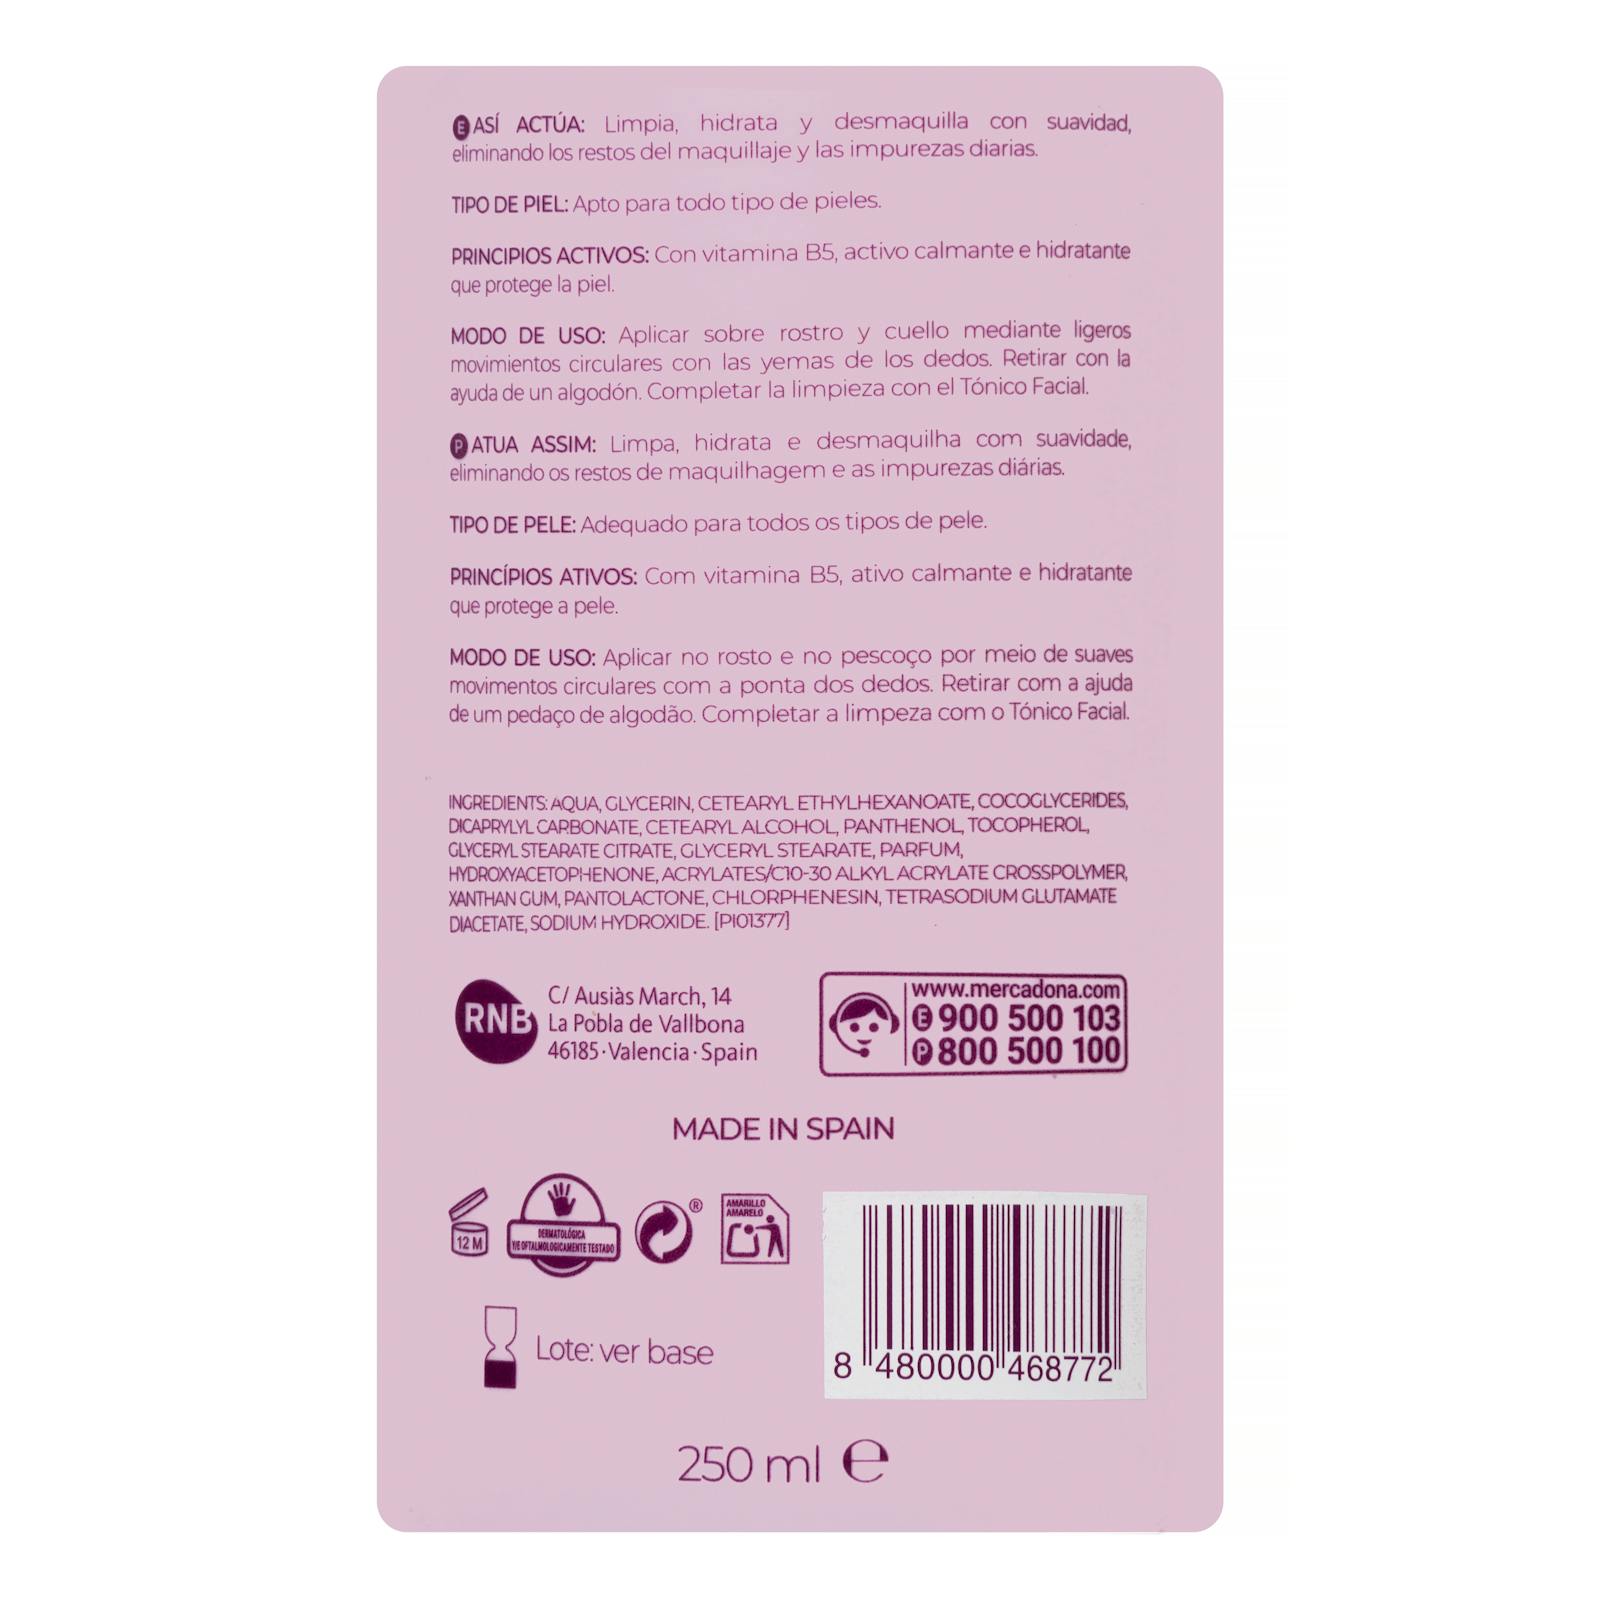 E ASÍ ACTÚA: Limpia, hidrata y desmaquilla con suavidad,
eliminando los restos del maquillaje y las impurezas diarias.
TIPO DE PIEL: Apto para todo tipo de pieles.
PRINCIPIOS ACTIVOS: Con vitamina B5, activo calmante e hidratante
que protege la piel.
MODO DE USO: Aplicar sobre rostro y cuello mediante ligeros
movimientos circulares con las yemas de los dedos. Retirar con la
ayuda de un algodón. Completar la limpieza con el Tónico Facial.
P ATUA ASSIM: Limpa, hidrata e desmaquilha com suavidade,
eliminando os restos de maquilhagem e as impurezas diárias.
TIPO DE PELE: Adequado para todos os tipos de pele.
PRINCÍPIOS ATIVOS: Com vitamina B5, ativo calmante e hidratante
que protege a pele.
MODO DE USO: Aplicar no rosto e no pescoço por meio de suaves
movimentos circulares com a ponta dos dedos. Retirar com a ajuda
de um pedaço de algodão. Completar a limpeza com o Tónico Facial.
INGREDIENTS: AQUA, GLYCERIN, CETEARYL ETHYLHEXANOATE, COCOGLYCERIDES,
DICAPRYLYL CARBONATE, CETEARYL ALCOHOL, PANTHENOL, TOCOPHEROL,
GLYCERYL STEARATE CITRATE, GLYCERYL STEARATE, PARFUM,
HYDROXYACETOPHENONE, ACRYLATES/C10-30 ALKYL ACRYLATE CROSSPOLYMER,
XANTHAN GUM, PANTOLACTONE, CHLORPHENESIN, TETRASODIUM GLUTAMATE
DIACETATE, SODIUM HYDROXIDE. [PI01377]
RNB
C/ Ausiàs March, 14
La Pobla de Vallbona
46185·Valencia·Spain
www.mercadona.com
E 900 500 103
P 800 500 100
MADE IN SPAIN
12 M
DERMATOLÓGICA
Y/E OFTALMOLOGICAMENTE TESTADO
®
AMARILLO
AMARELO
Lote: ver base
8 480000 468772
250 ml ℮